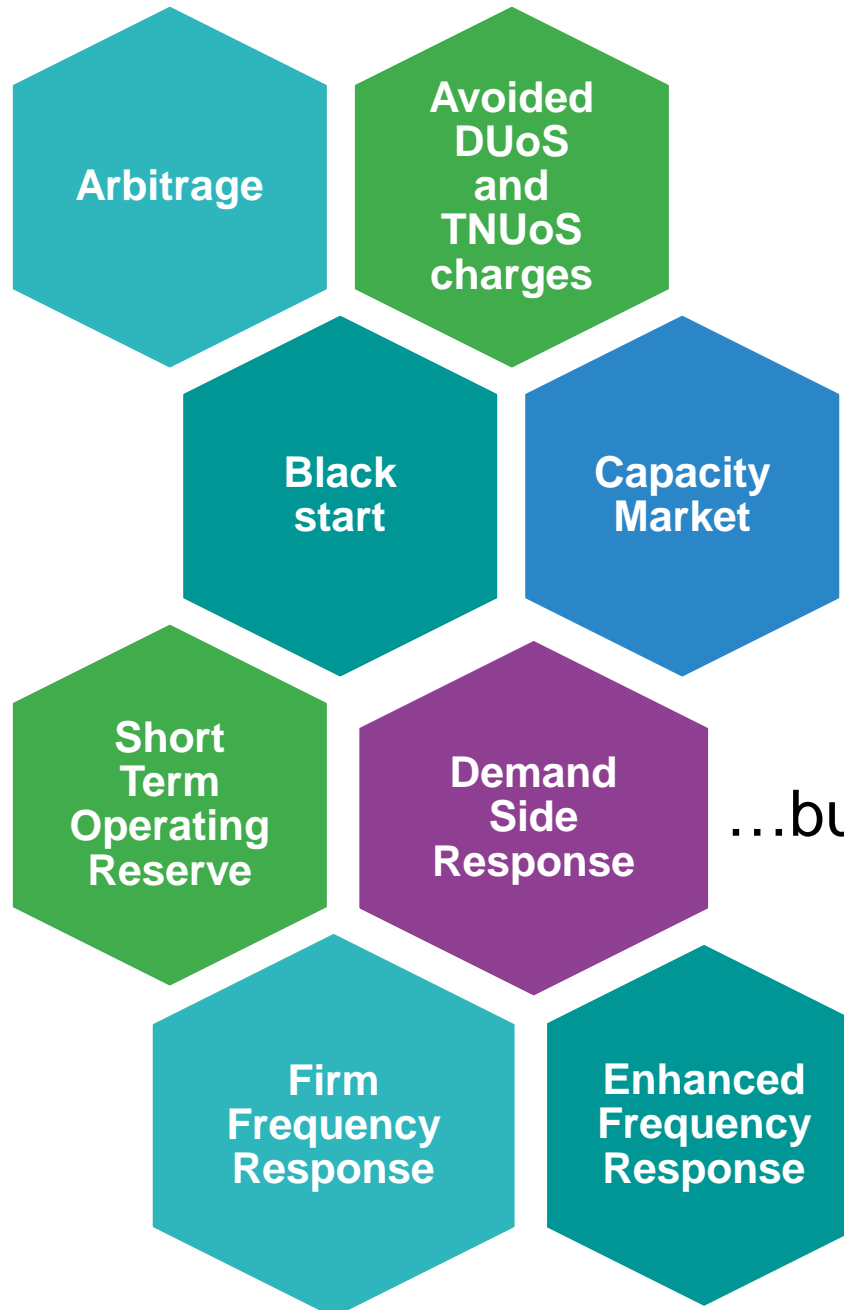 Arbitrage
Avoided
DUoS
and
TNUoS
charges
Black
start
Capacity
Market
Short
Term
Operating
Reserve
Demand
Side
Response
…bu
Firm
Frequency
Response
Enhanced
Frequency
Response